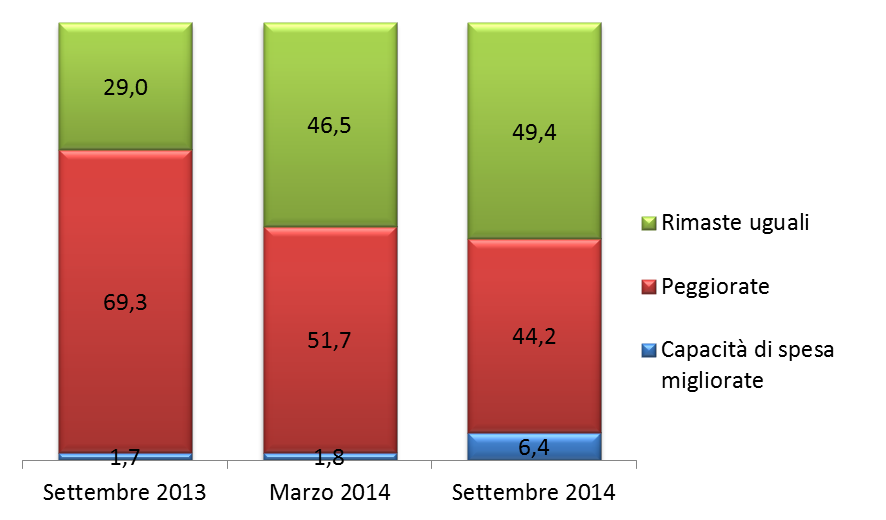 29,0
46,5
49,4
69,3
51,7
44,2
1,7
1,8
6,4
Settembre 2013
Marzo 2014
Settembre 2014
Rimaste uguali
Peggiorate
Capacità di spesa
migliorate